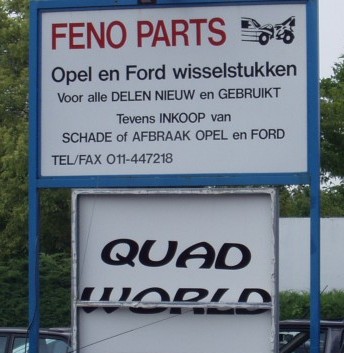 FENO PARTS
Opel en Ford wisselstukken
Voor alle DELEN NIEUW en GEBRUIKT
Tevens INKOOP van
SCHADE of AFBRAAK OPEL en FORD
TEL/FAX 011-447218
QUAD
WORLD